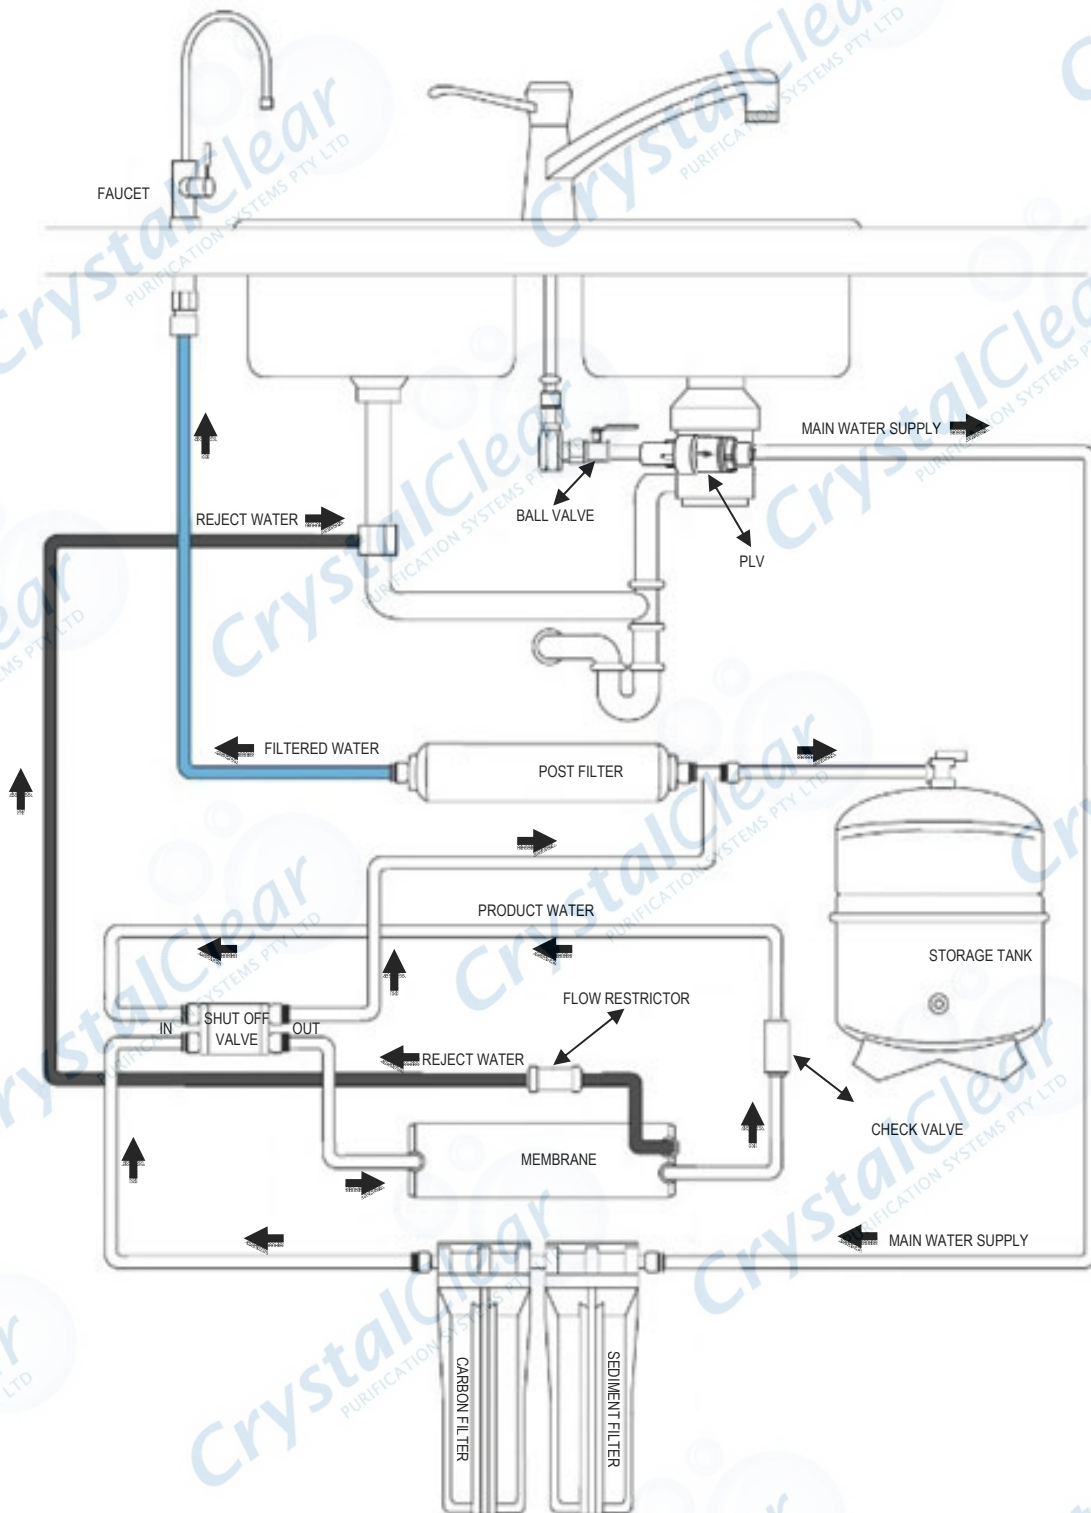 FAUCET
MAIN WATER SUPPLY
BALL VALVE
REJECT WATER
PLV
FILTERED WATER
POST FILTER
PRODUCT WATER
STORAGE TANK
FLOW RESTRICTOR
IN
SHUT OFF
VALVE
OUT
REJECT WATER
CHECK VALVE
MEMBRANE
MAIN WATER SUPPLY
CARBON FILTER
SEDIMENT FILTER
CrystalClear
PURIFICATION SYSTEMS PTY LTD